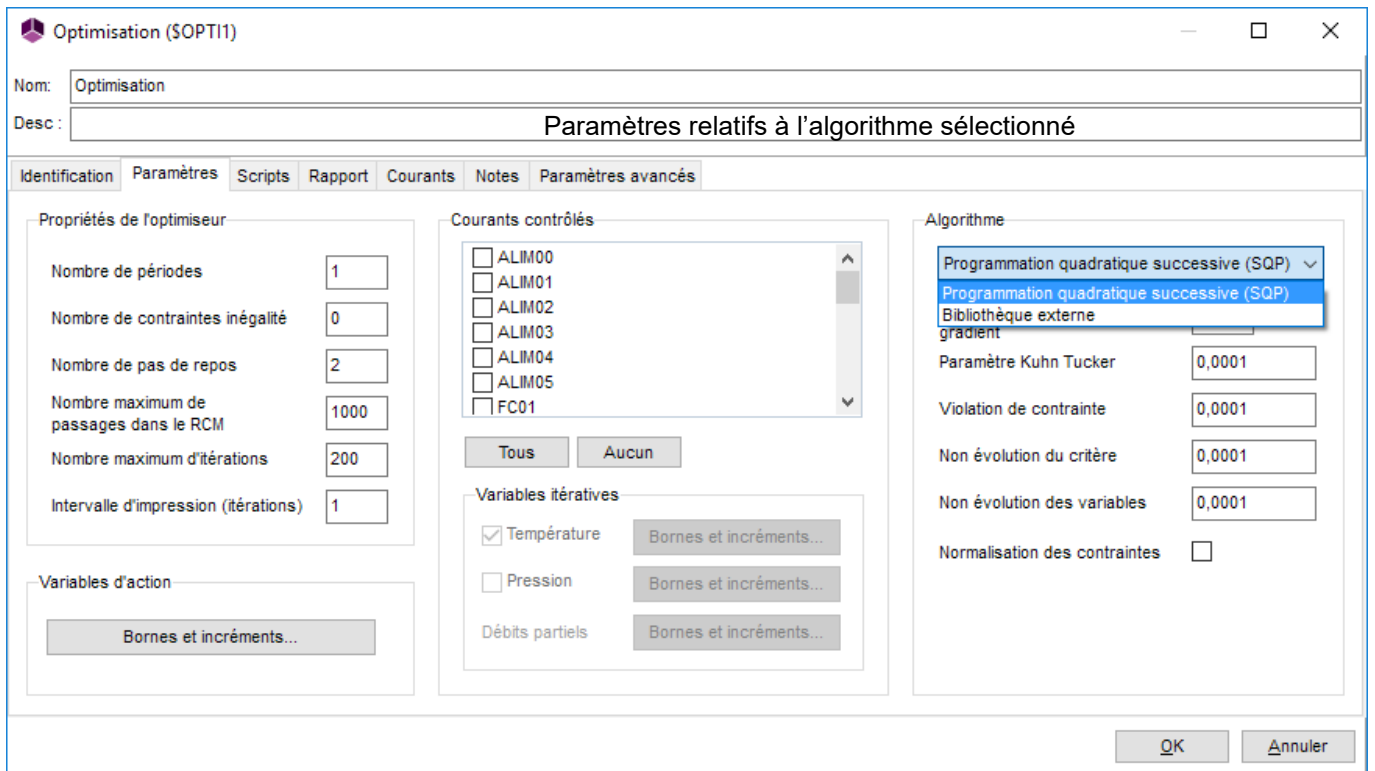 Optimisation ($OPTI1)
Nom: Optimisation
Desc :
Paramètres relatifs à l'algorithme sélectionné
Identification Paramètres Scripts Rapport Courants Notes Paramètres avancés
Propriétés de l'optimiseur
Nombre de périodes 1
Nombre de contraintes inégalité 0
Nombre de pas de repos 2
Nombre maximum de
passages dans le RCM 1000
Nombre maximum d'itérations 200
Intervalle d'impression (itérations) 1
Variables d'action
Bornes et incréments...
Courants contrôlés
ALIM00
ALIM01
ALIM02
ALIM03
ALIM04
ALIM05
FC01
Tous Aucun
Variables itératives
Température Bornes et incréments...
Pression Bornes et incréments...
Débits partiels Bornes et incréments...
Algorithme
Programmation quadratique successive (SQP)
Programmation quadratique successive (SQP)
Bibliothèque externe
gradient
Paramètre Kuhn Tucker 0,0001
Violation de contrainte 0,0001
Non évolution du critère 0,0001
Non évolution des variables 0,0001
Normalisation des contraintes
OK Annuler